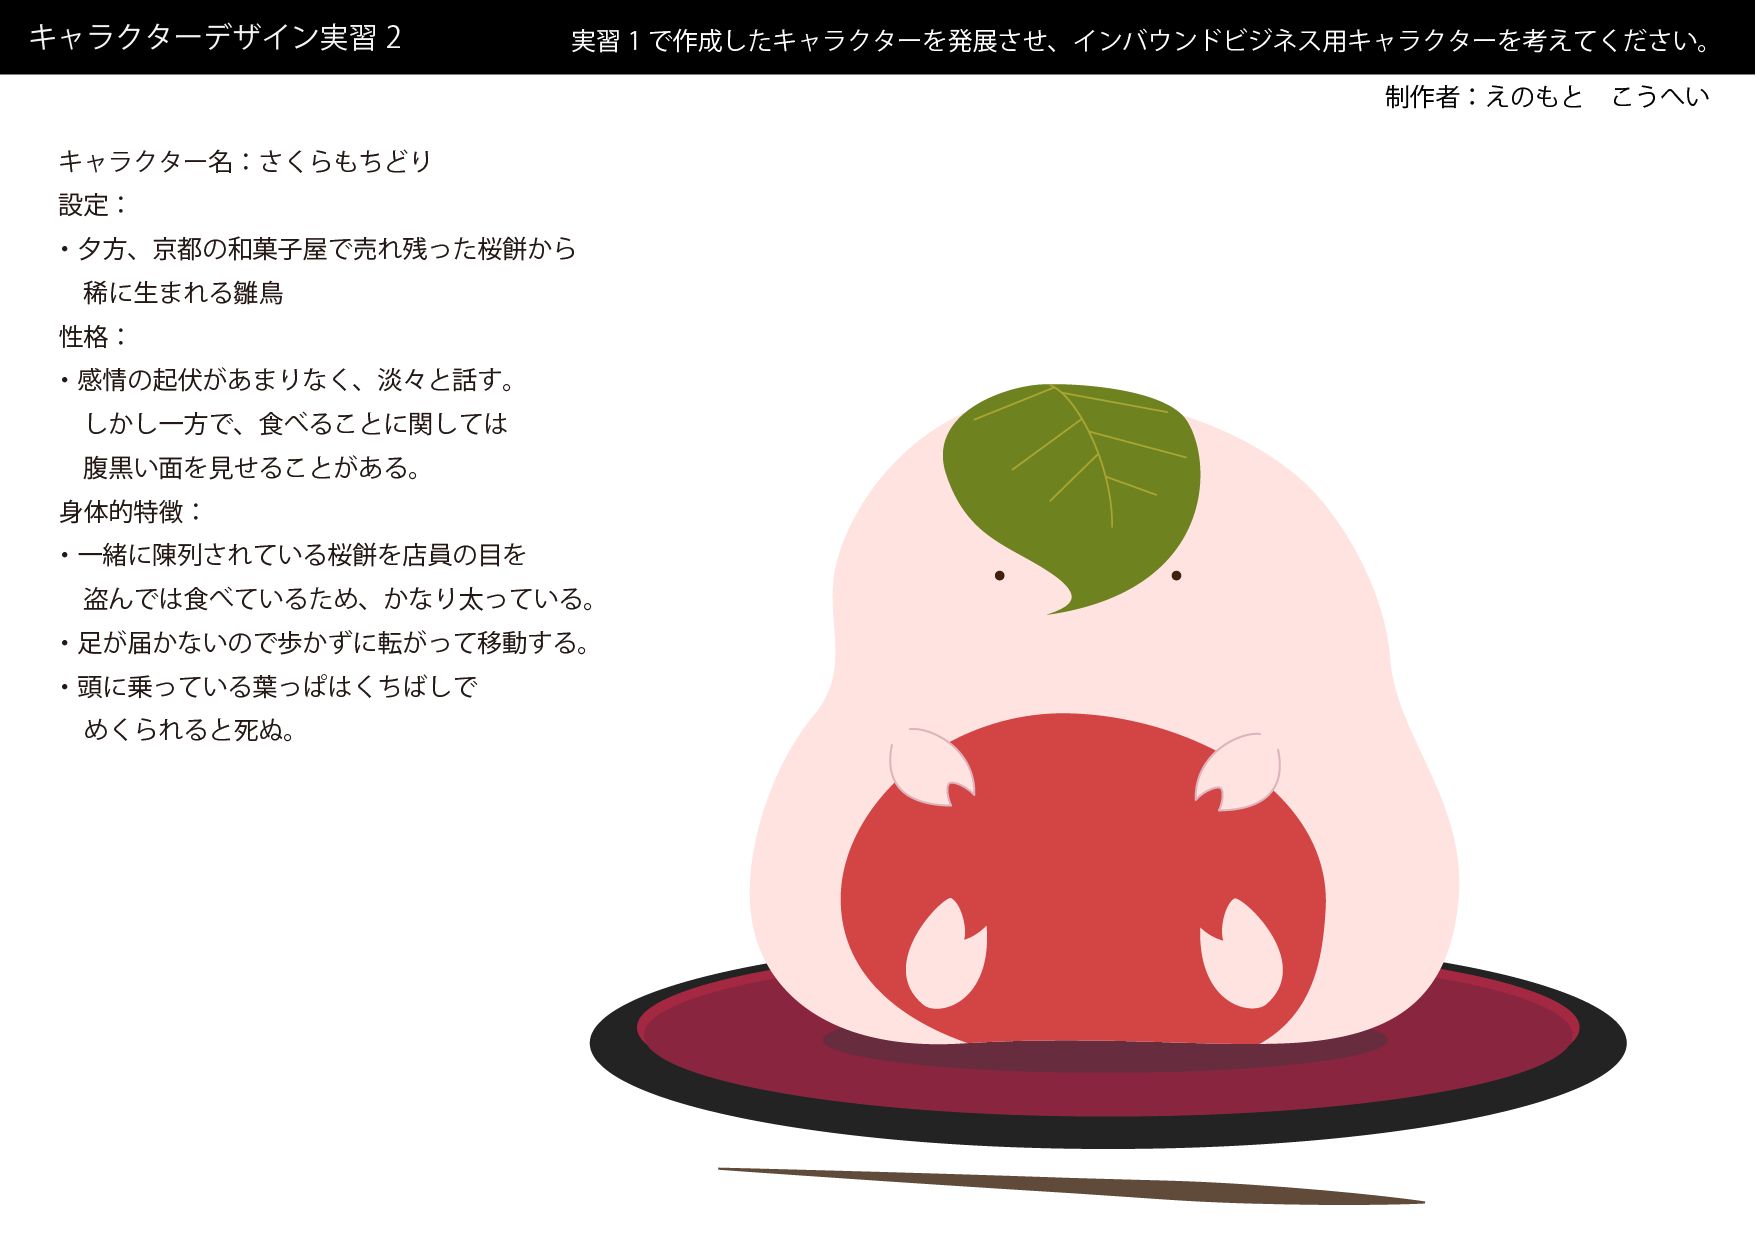 キャラクターデザイン実習 2
実習 1 で作成したキャラクターを発展させ、インバウンドビジネス用キャラクターを考えてください。
制作者：えのもと　こうへい
キャラクター名：さくらもちどり
設定：
・夕方、京都の和菓子屋で売れ残った桜餅から
稀に生まれる雛鳥
性格：
・感情の起伏があまりなく、淡々と話す。
しかし一方で、食べることに関しては
腹黒い面を見せることがある。
身体的特徴：
・一緒に陳列されている桜餅を店員の目を
盗んでは食べているため、かなり太っている。
・足が届かないので歩かずに転がって移動する。
・頭に乗っている葉っぱはくちばしで
めくられると死ぬ。